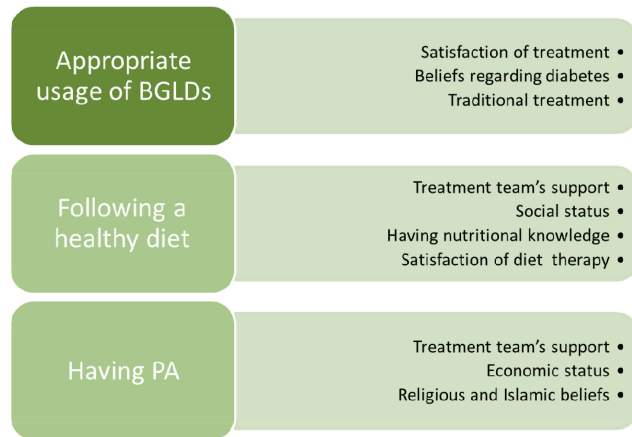 Appropriate
usage of BGLDs
Satisfaction of treatment •
Beliefs regarding diabetes •
Traditional treatment •
Following a
healthy diet
Treatment team's support •
Social status •
Having nutritional knowledge •
Satisfaction of diet therapy •
Having PA
Treatment team's support •
Economic status •
Religious and Islamic beliefs •